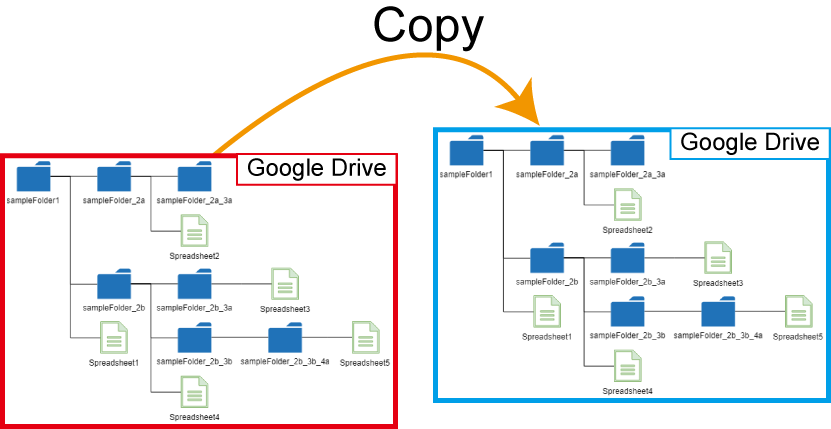 Copy
Google Drive
sampleFolder1
sampleFolder_2a
sampleFolder_2a_3a
Spreadsheet2
sampleFolder_2b
sampleFolder_2b_3a
Spreadsheet3
Spreadsheet1
sampleFolder_2b_3b
sampleFolder_2b_3b_4a
Spreadsheet5
Spreadsheet4
Google Drive
sampleFolder1
sampleFolder_2a
sampleFolder_2a_3a
Spreadsheet2
sampleFolder_2b
sampleFolder_2b_3a
Spreadsheet3
Spreadsheet1
sampleFolder_2b_3b
sampleFolder_2b_3b_4a
Spreadsheet5
Spreadsheet4